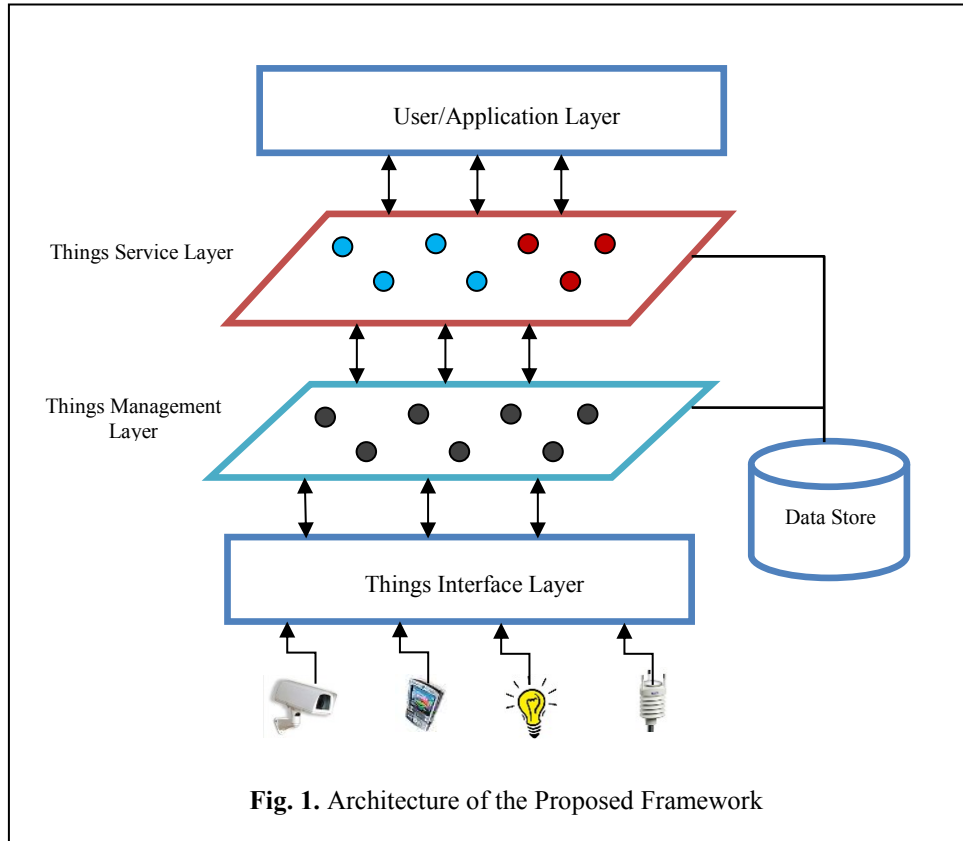 User/Application Layer
Things Service Layer
Things Management
Layer
Data Store
Things Interface Layer
Fig. 1. Architecture of the Proposed Framework